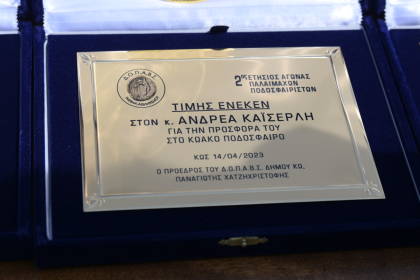 Δ.Ο.Π.Α.Β.Σ.
2ος ΕΤΗΣΙΟΣ ΑΓΩΝΑΣ
ΠΑΛΑΙΜΑΧΩΝ
ΠΟΔΟΣΦΑΙΡΙΣΤΩΝ
ΤΙΜΗΣ ΕΝΕΚΕΝ
ΣΤΟΝ κ. ΑΝΔΡΕΑ ΚΑΪΣΕΡΛΗ
ΓΙΑ ΤΗΝ ΠΡΟΣΦΟΡΑ ΤΟΥ
ΣΤΟ ΚΩΑΚΟ ΠΟΔΟΣΦΑΙΡΟ
ΚΩΣ 14/04/2023
Ο ΠΡΟΕΔΡΟΣ ΤΟΥ Δ.Ο.Π.Α.Β.Σ. ΔΗΜΟΥ ΚΩ,
ΠΑΝΑΓΙΩΤΗΣ ΧΑΤΖΗΧΡΙΣΤΟΦΗΣ